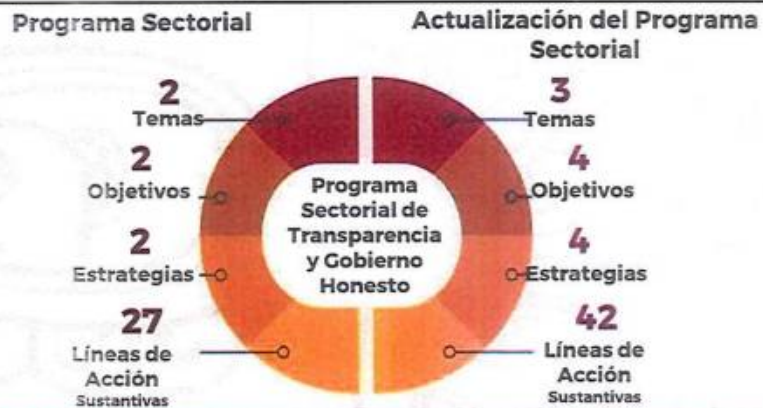 Programa Sectorial
2
Temas
2
Objetivos
2
Estrategias
27
Líneas de
Acción
Sustantivas
Programa
Sectorial de
Transparencia
y Gobierno
Honesto
Actualización del Programa
Sectorial
3
Temas
4
Objetivos
4
Estrategias
42
Líneas de
Acción
Sustantivas